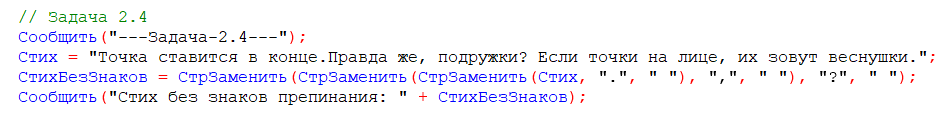 // Задача 2.4
Сообщить("---Задача-2.4---");
Стих = "Точка ставится в конце.Правда же, подружки? Если точки на лице, их зовут веснушки.";
СтихБезЗнаков = СтрЗаменить(СтрЗаменить(СтрЗаменить(Стих, ".", " "), ",", " "), "?", " ");
Сообщить("Стих без знаков препинания: " + СтихБезЗнаков);